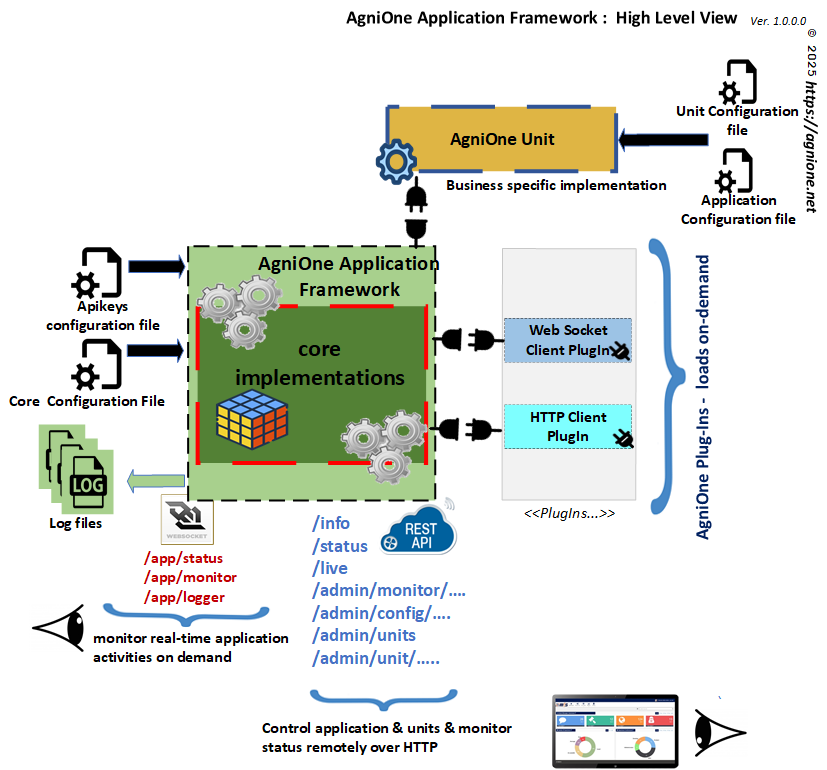 AgniOne Application Framework : High Level View
Ver. 1.0.0.0
© 2025 https://agnione.net
Unit Configuration
file
AgniOne Unit
Business specific implementation
Application
Configuration file
AgniOne Application
Framework
Apikeys
configuration file
core
implementations
Core Configuration File
Web Socket
Client PlugIn
HTTP Client
PlugIn
<<PlugIns...>>
AgniOne Plug-Ins - loads on-demand
LOG
Log files
WEBSOCKET
/app/status
/app/monitor
/app/logger
monitor real-time application
activities on demand
REST
API
/info
/status
/live
/admin/monitor/....
/admin/config/....
/admin/units
/admin/unit/.....
Control application & units & monitor
status remotely over HTTP